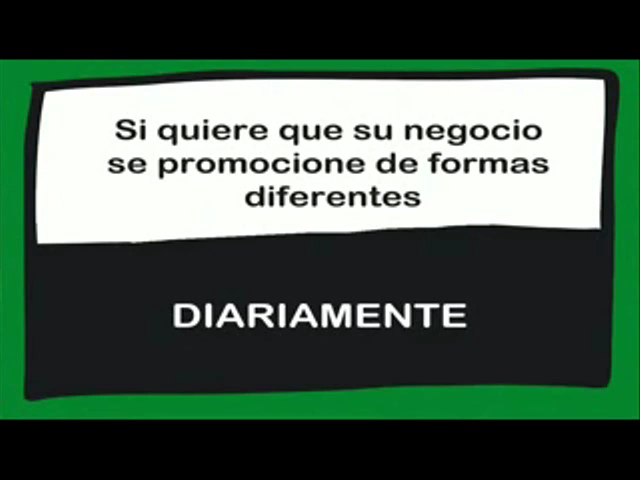 Si quiere que su negocio
se promocione de formas
diferentes
DIARIAMENTE